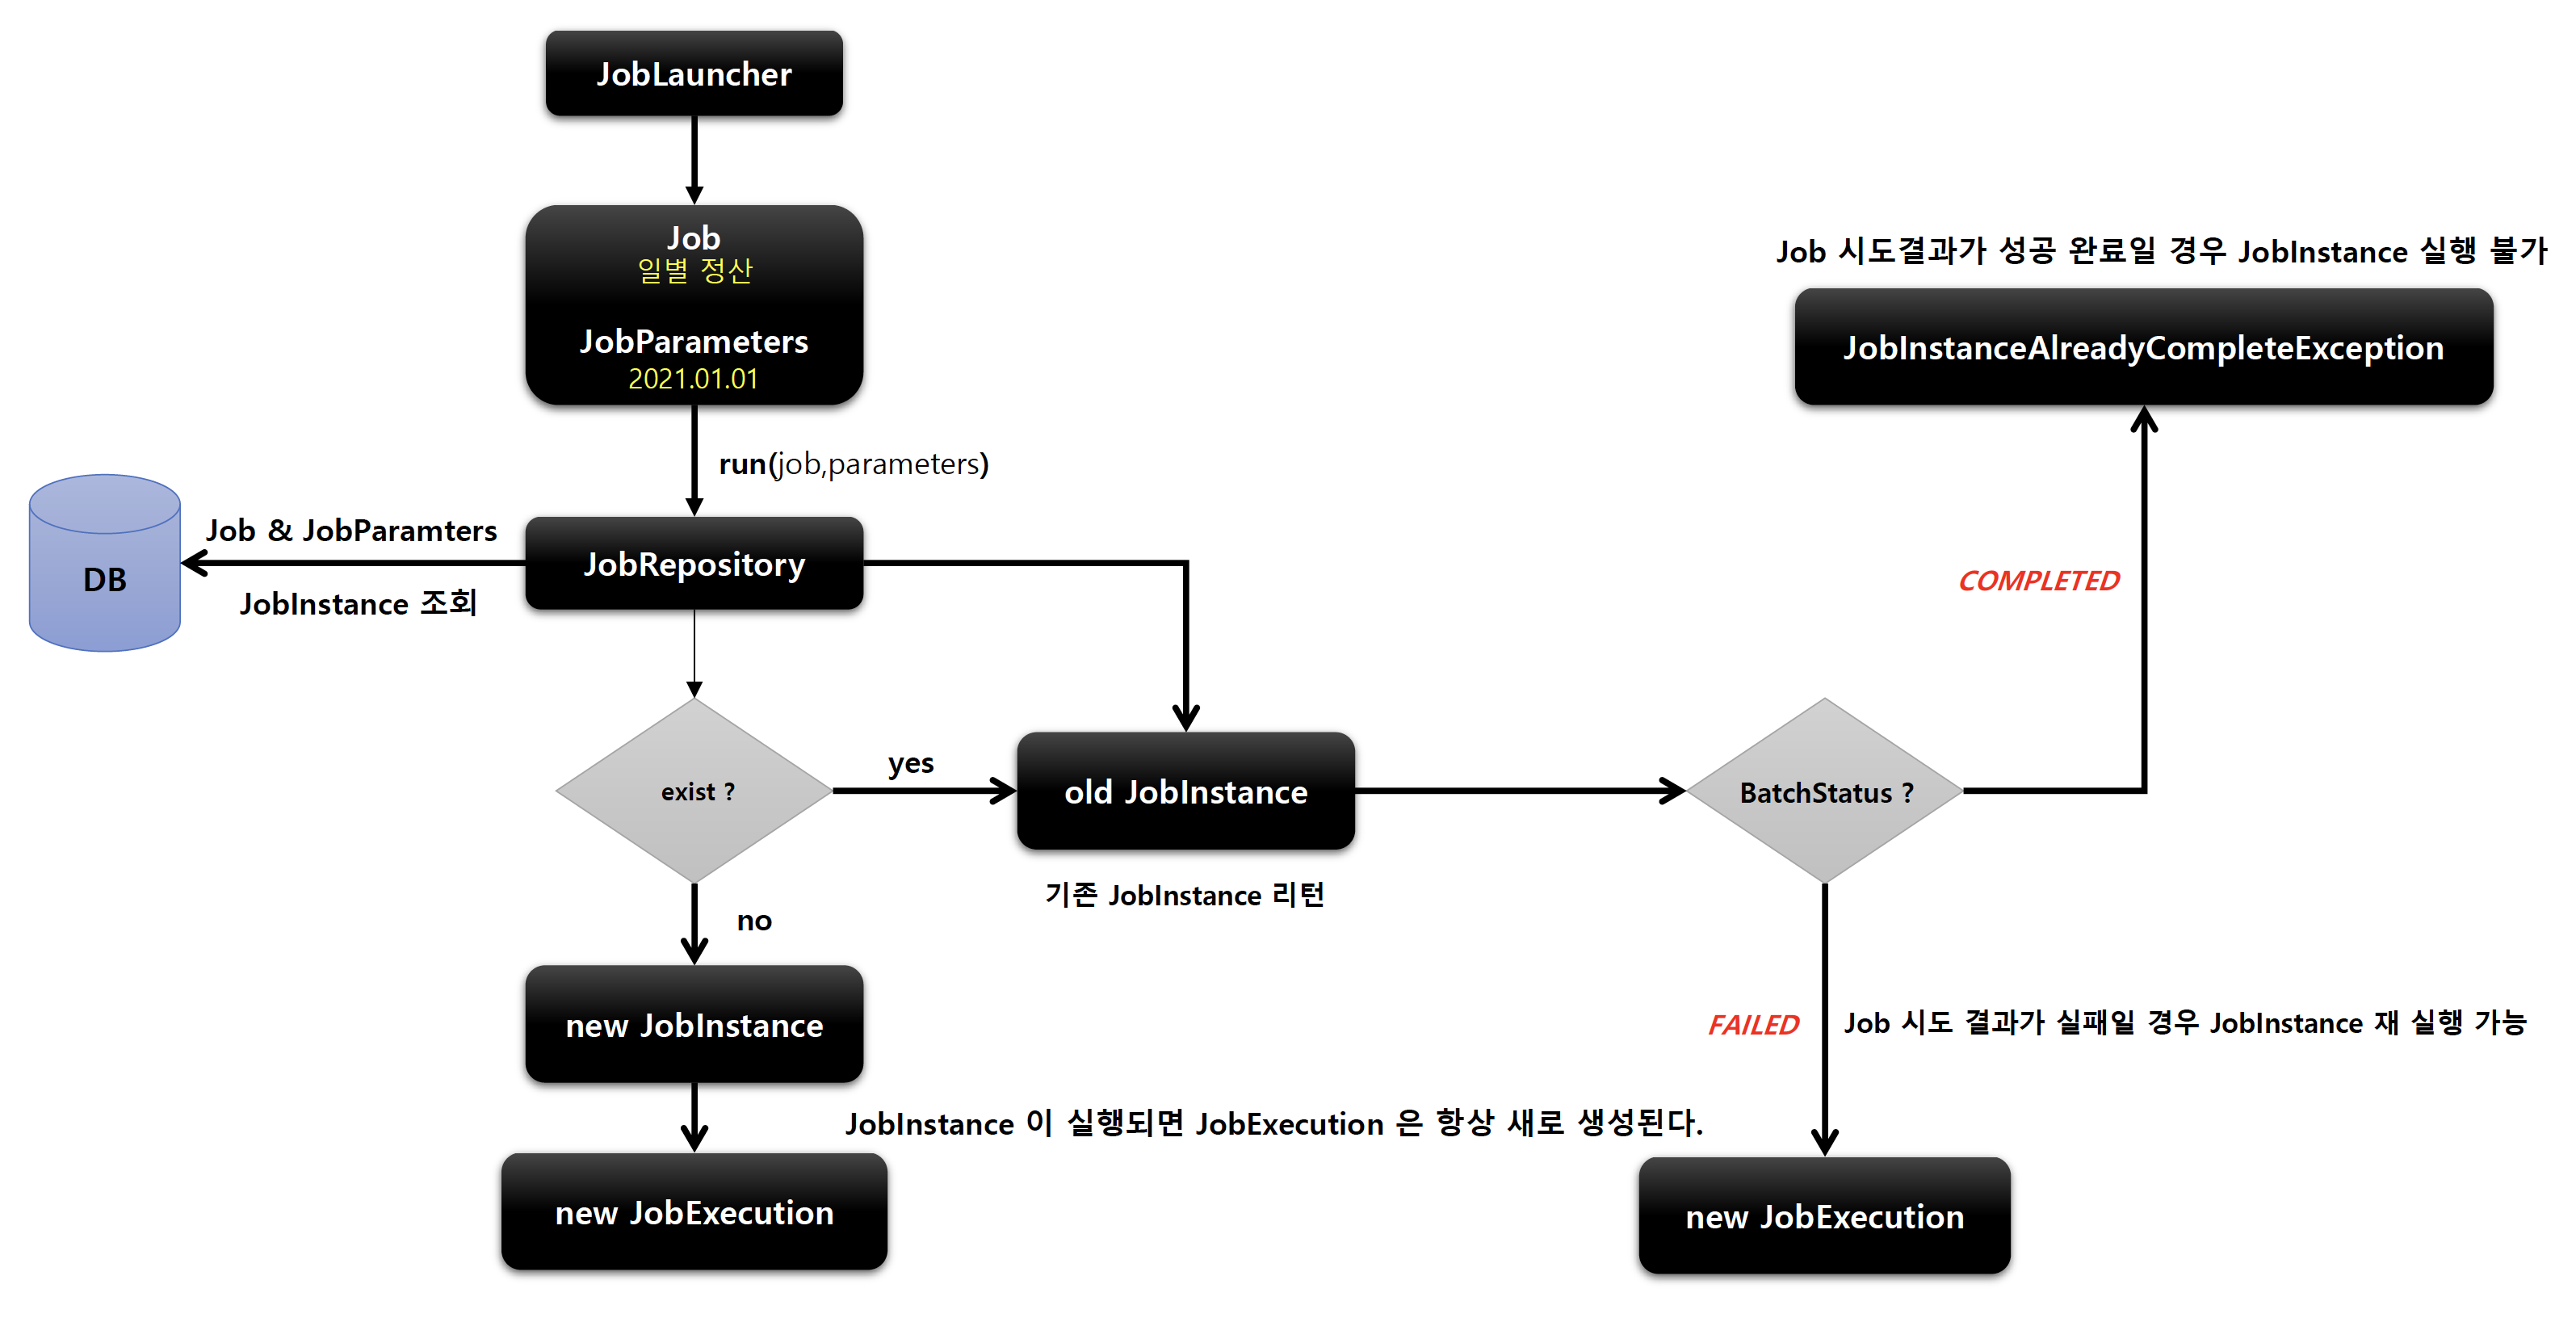 JobLauncher
Job
일별 정산
JobParameters
2021.01.01
run(job,parameters)
Job & JobParamters
JobInstance 조회
DB
JobRepository
exist ?
yes
old JobInstance
기존 JobInstance 리턴
no
new JobInstance
JobInstance 이 실행되면 JobExecution 은 항상 새로 생성된다.
new JobExecution
BatchStatus ?
COMPLETED
Job 시도결과가 성공 완료일 경우 JobInstance 실행 불가
JobInstanceAlreadyCompleteException
FAILED
Job 시도 결과가 실패일 경우 JobInstance 재 실행 가능
new JobExecution